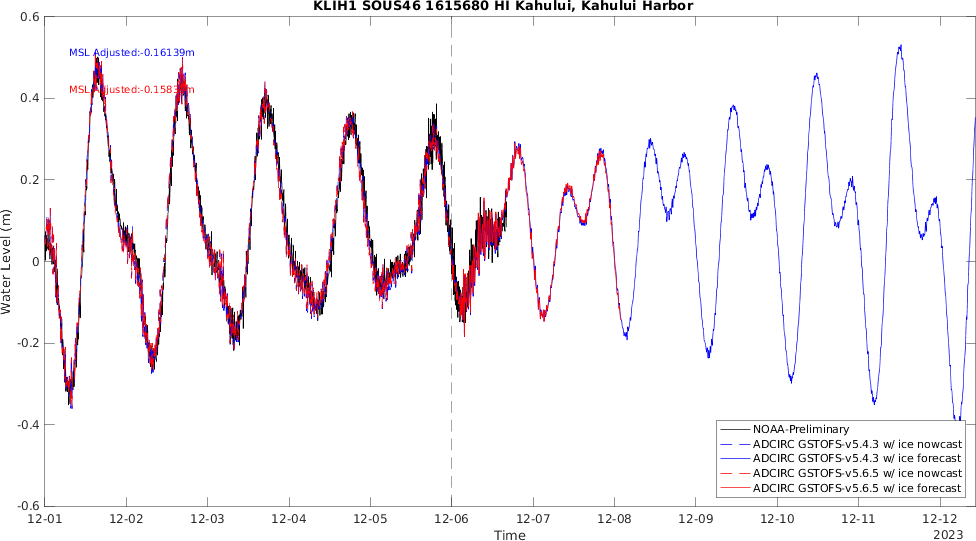 KLIH1 SOUS46 1615680 HI Kahului, Kahului Harbor
0.6
MSL Adjusted:-0.16139m
MSL Adjusted:-0.1583 m
0.4
0.2
0
-0.2
-0.4
-0.6
Water Level (m)
NOAA-Preliminary
ADCIRC GSTOFS-v5.4.3 w/ ice nowcast
ADCIRC GSTOFS-v5.4.3 w/ ice forecast
ADCIRC GSTOFS-v5.6.5 w/ ice nowcast
ADCIRC GSTOFS-v5.6.5 w/ ice forecast
12-01 12-02 12-03 12-04 12-05 12-06 12-07 12-08 12-09 12-10 12-11 12-12
Time
2023